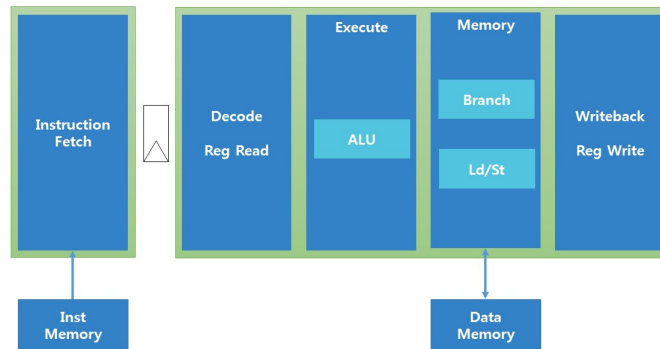 Instruction
Fetch
Decode
Reg Read
Execute
ALU
Memory
Branch
Ld/St
Writeback
Reg Write
Inst
Memory
Data
Memory